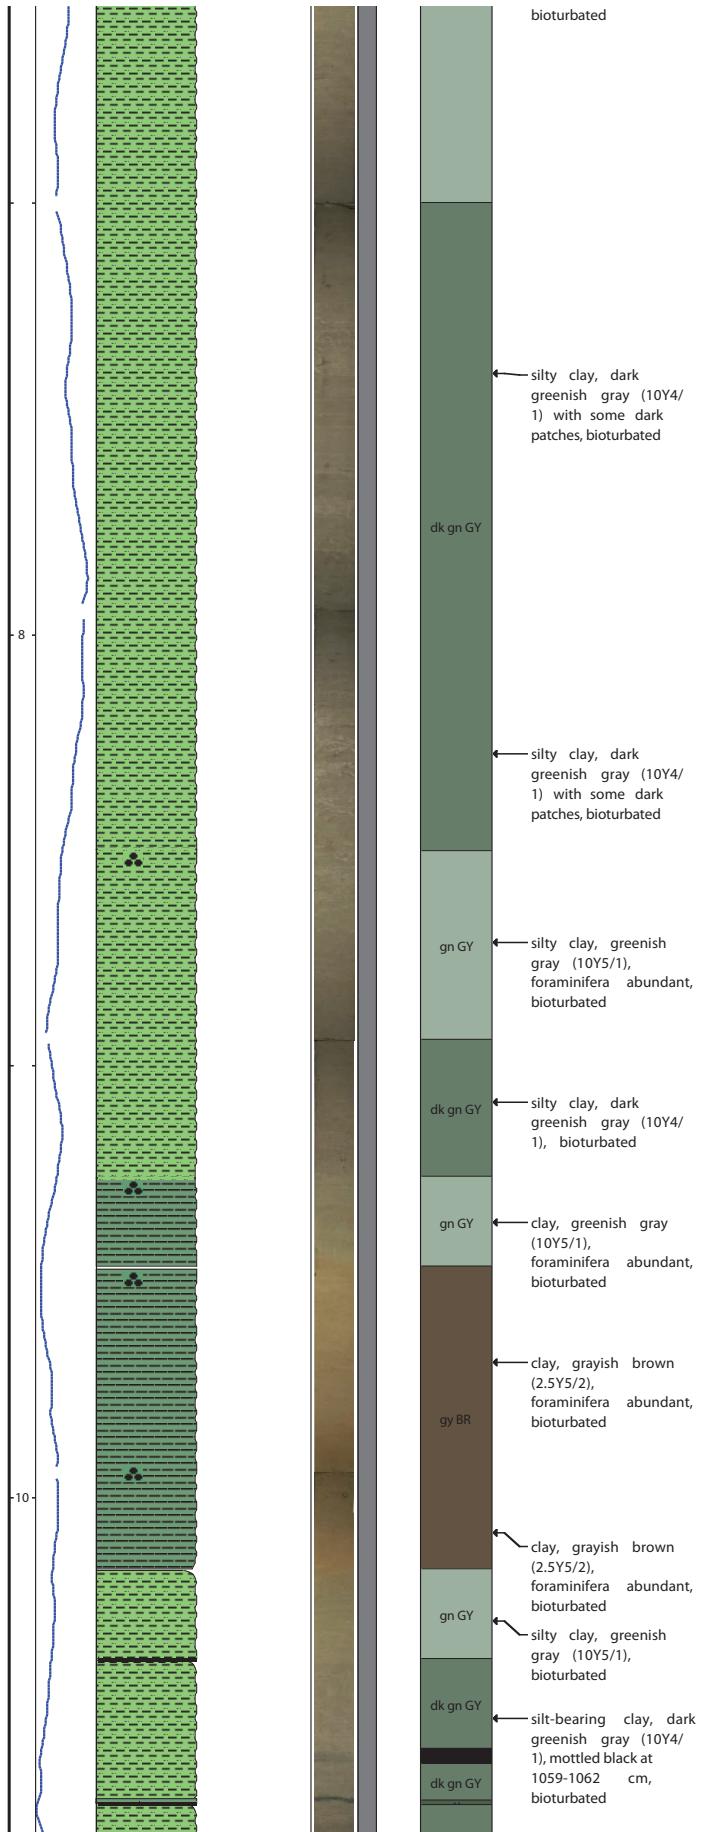 bioturbated
silty clay, dark
greenish gray (10Y4/
1) with some dark
patches, bioturbated
dk gn GY
8
silty clay, dark
greenish gray (10Y4/
1) with some dark
patches, bioturbated
gn GY
silty clay, greenish
gray (10Y5/1),
foraminifera abundant,
bioturbated
dk gn GY
silty clay, dark
greenish gray (10Y4/
1), bioturbated
gn GY
clay, greenish gray
(10Y5/1),
foraminifera abundant,
bioturbated
clay, grayish brown
(2.5Y5/2),
foraminifera abundant,
bioturbated
gy BR
10
clay, grayish brown
(2.5Y5/2),
foraminifera abundant,
bioturbated
gn GY
silty clay, greenish
gray (10Y5/1),
bioturbated
dk gn GY
silt-bearing clay, dark
greenish gray (10Y4/
1), mottled black at
1059-1062 cm,
bioturbated
dk gn GY